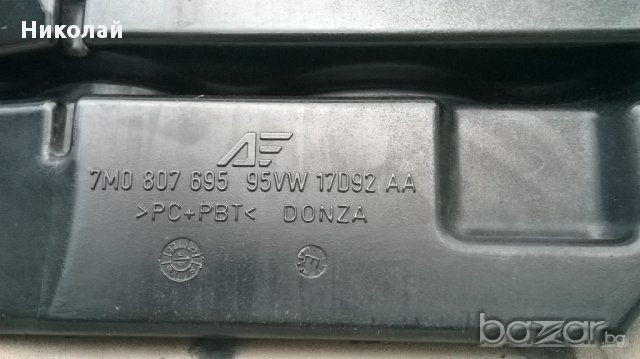 Николай
AF
7M0 807 695 95VW 17D92 AA
>PC+PBT< DONZA
bazar.bg